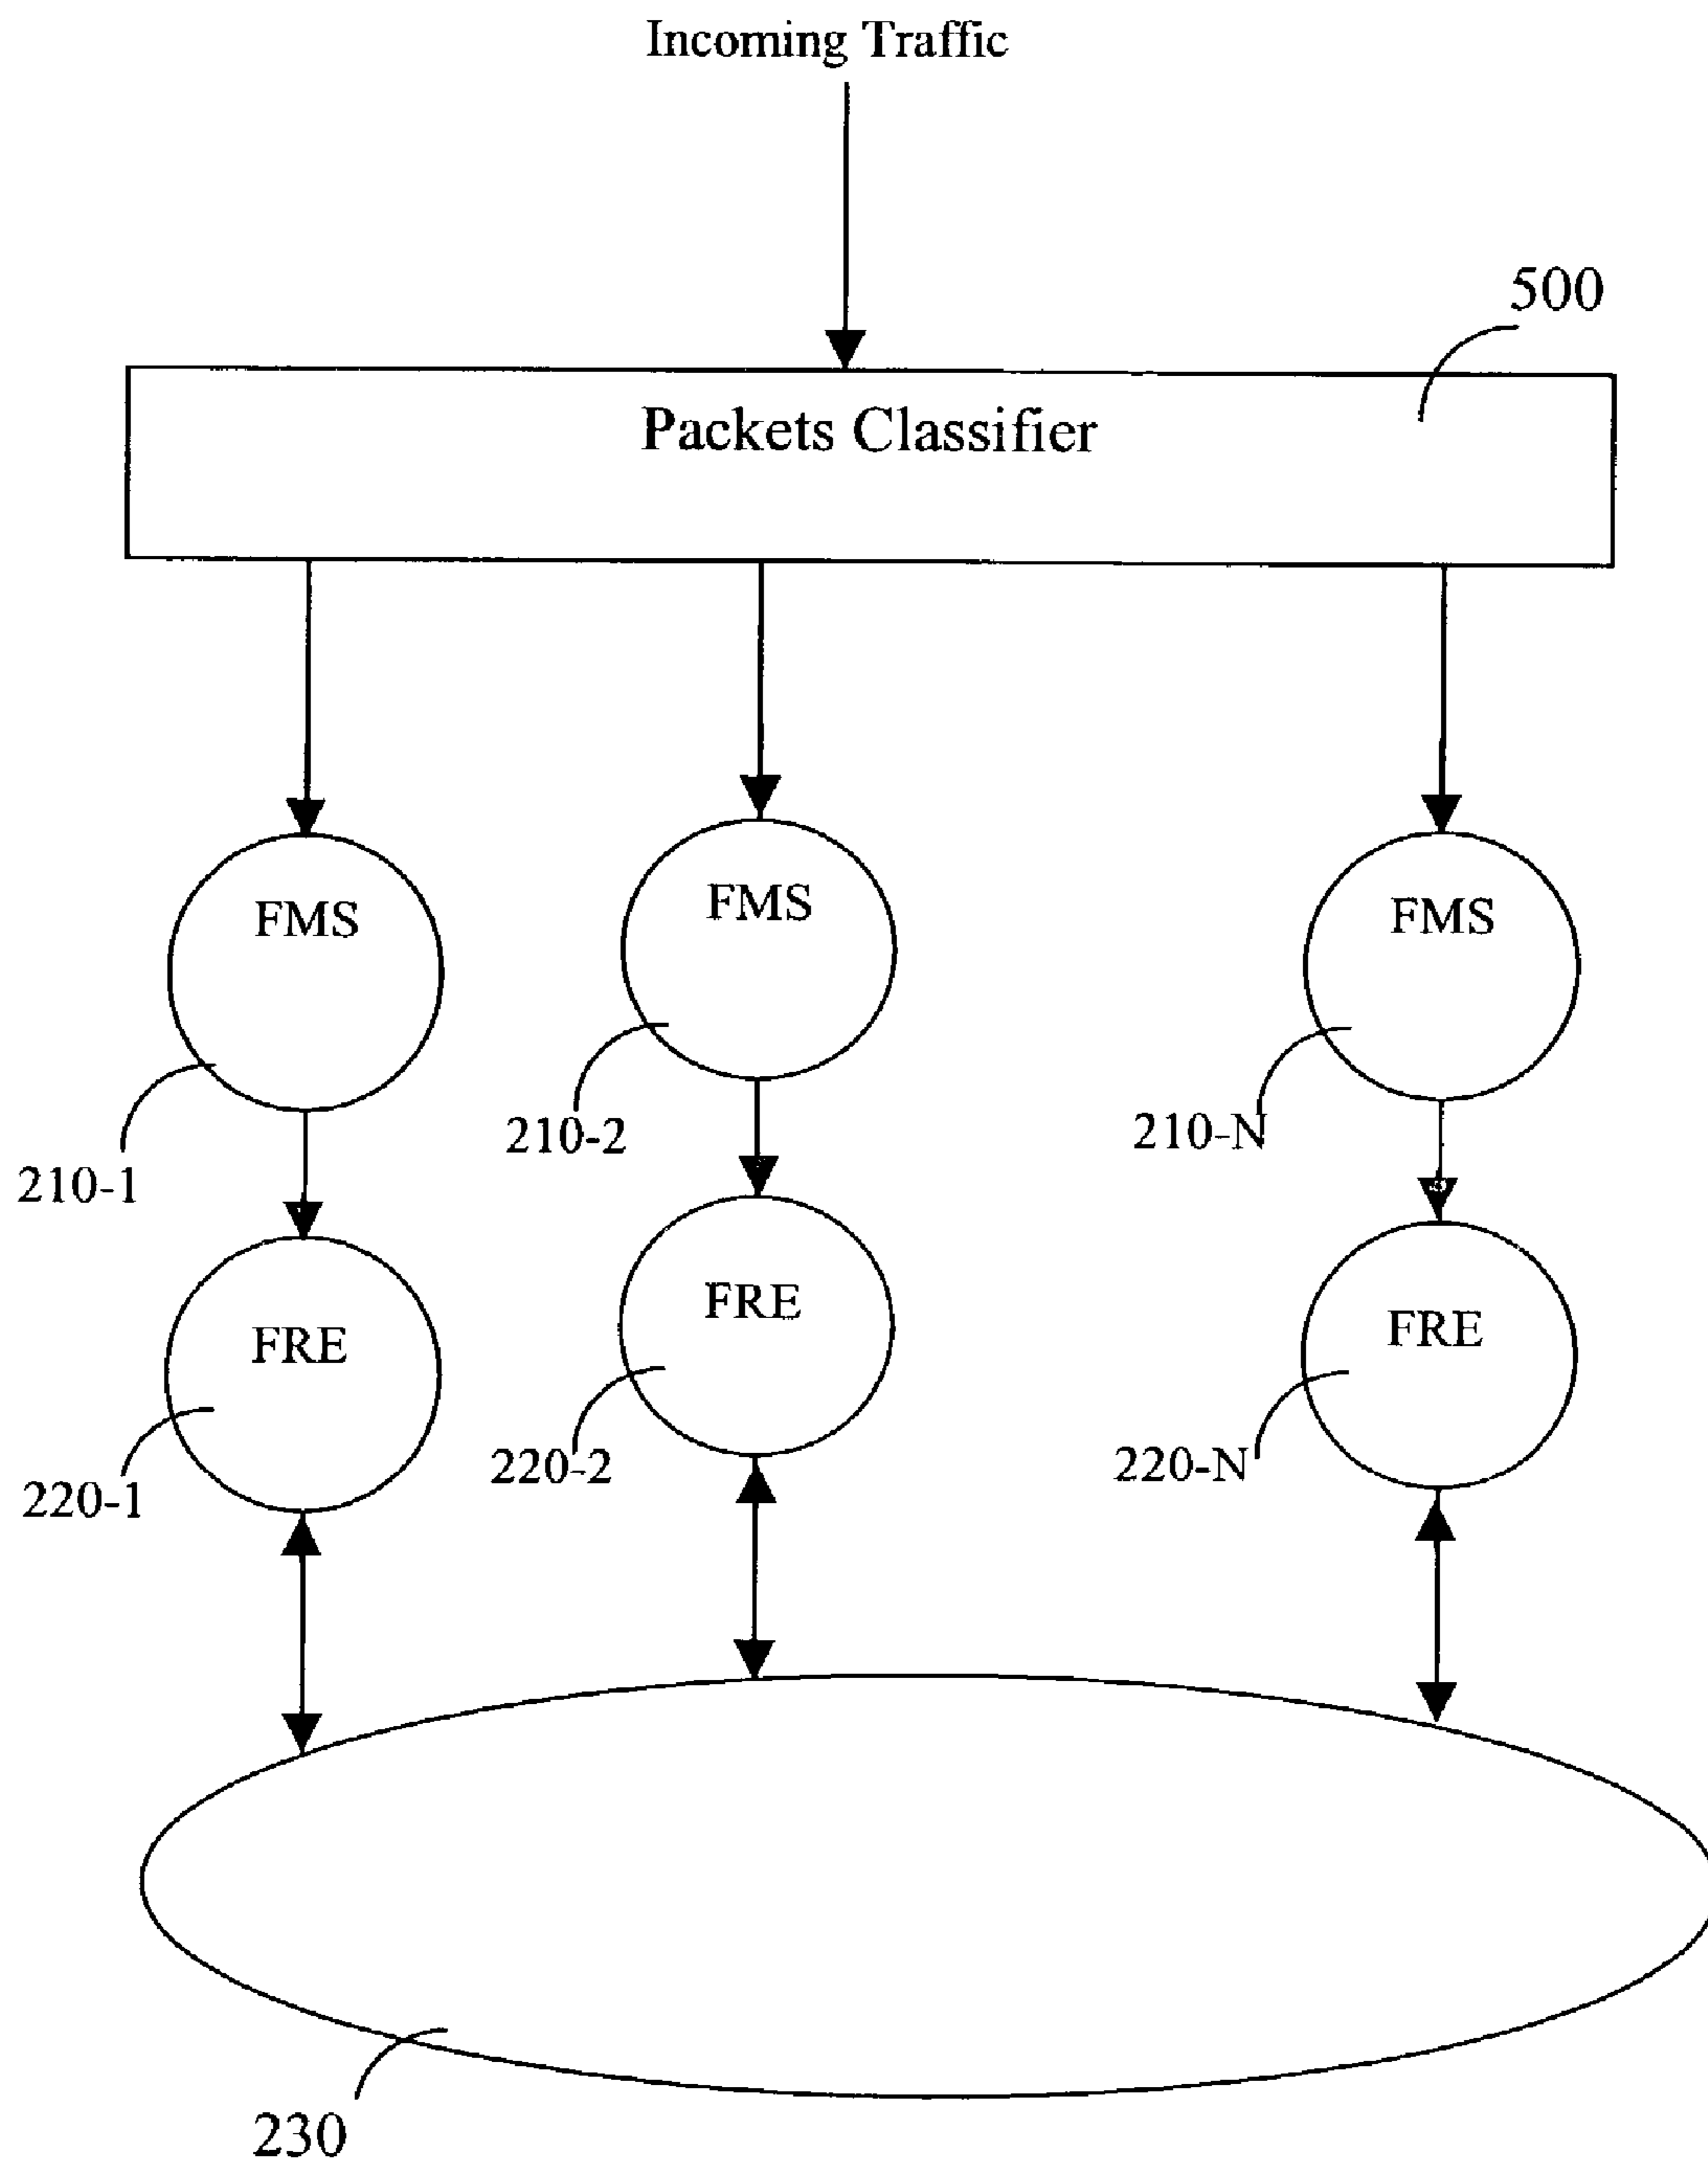 Incoming Traffic
500
Packets Classifier
FMS
FMS
FMS
210-1
210-2
210-N
FRE
FRE
FRE
220-1
220-2
220-N
230